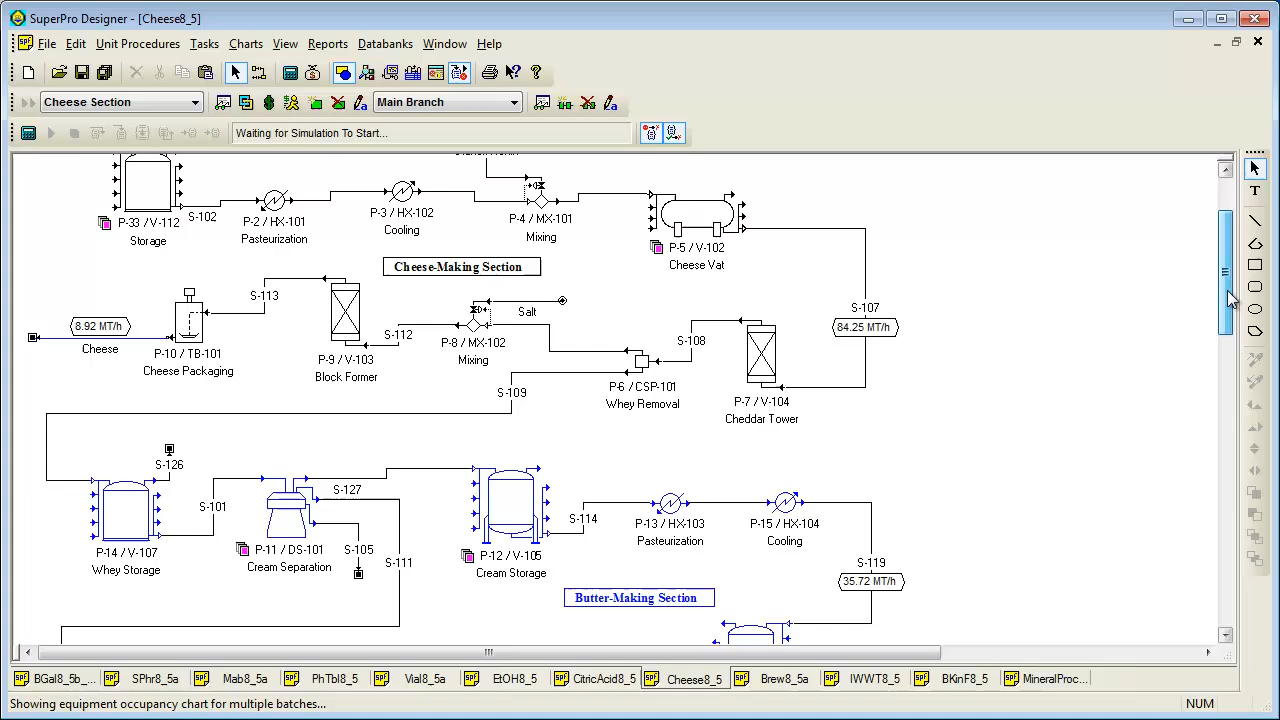 SuperPro Designer - [Cheese8_5]
File Edit Unit Procedures Tasks Charts View Reports Databanks Window Help
Cheese Section Main Branch
Waiting for Simulation To Start...
S-102
P-33 / V-112
Storage
P-2 / HX-101
Pasteurization
P-3 / HX-102
Cooling
P-4 / MX-101
Mixing
P-5 / V-102
Cheese Vat
Cheese-Making Section
S-107
84.25 MT/h
S-113
8.92 MT/h
Cheese
P-10 / TB-101
Cheese Packaging
P-9 / V-103
Block Former
S-112
Salt
P-8 / MX-102
Mixing
S-108
P-6 / CSP-101
Whey Removal
P-7 / V-104
Cheddar Tower
S-109
S-126
S-101
P-14 / V-107
Whey Storage
S-127
P-11 / DS-101
Cream Separation
S-105
S-111
P-12 / V-105
Cream Storage
S-114
P-13 / HX-103
Pasteurization
P-15 / HX-104
Cooling
S-119
35.72 MT/h
Butter-Making Section
BGal8_5b_... SPhr8_5a Mab8_5a PhTbl8_5 Vial8_5a EtOH8_5 CitricAcid8_5 Cheese8_5 Brew8_5a IWWT8_5 BKinF8_5 MineralProc...
Showing equipment occupancy chart for multiple batches... NUM